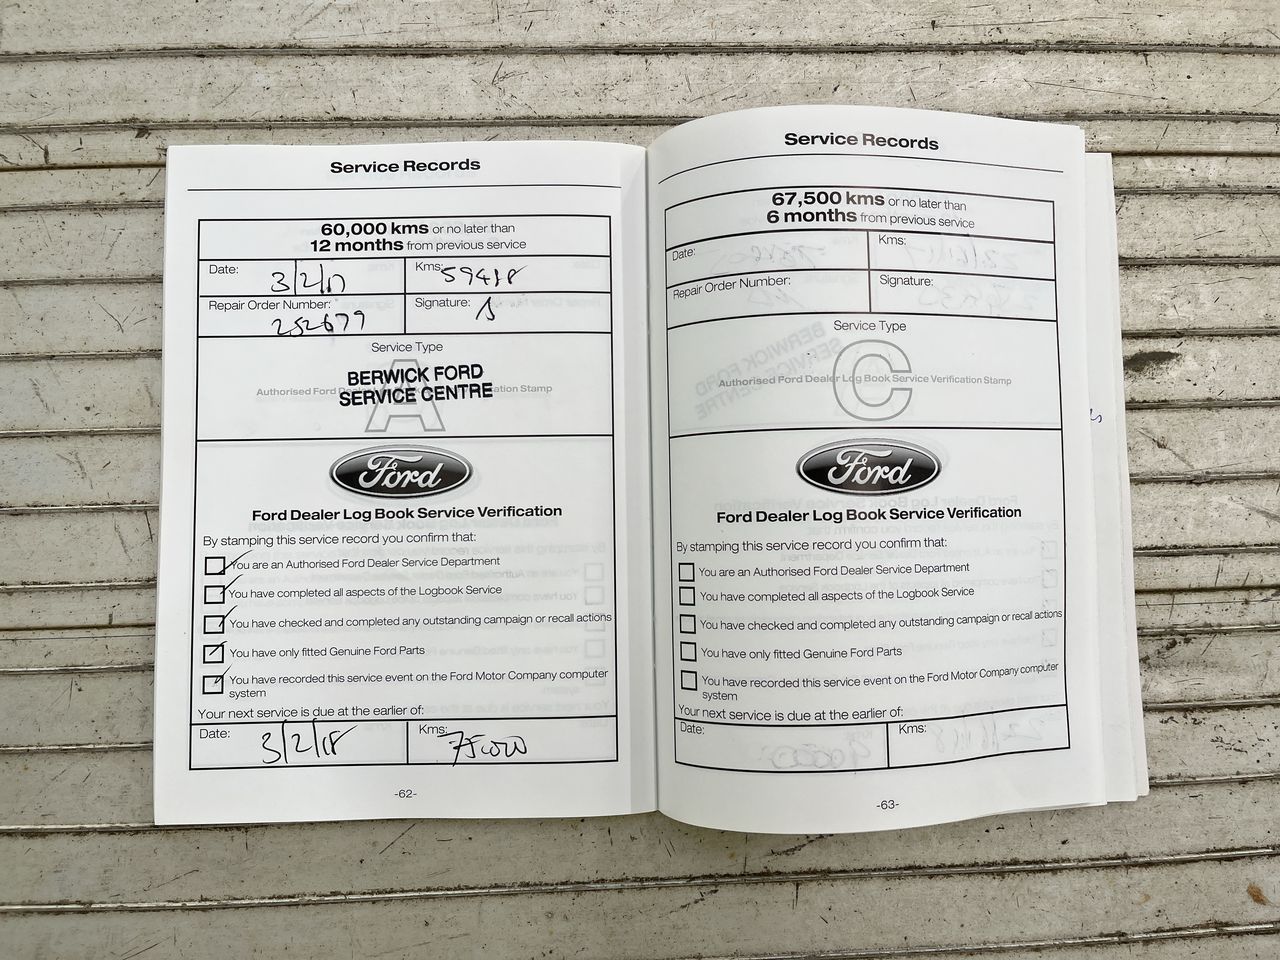 Service Records
60,000 kms or no later than
12 months from previous service
Date: 3/2/17
Kms: 59418
Repair Order Number: 252679
Signature:
Service Type
A
Authorised Ford Dealer Log Book Service Verification Stamp
BERWICK FORD
SERVICE CENTRE
Ford
Ford Dealer Log Book Service Verification
By stamping this service record you confirm that:
You are an Authorised Ford Dealer Service Department
You have completed all aspects of the Logbook Service
You have checked and completed any outstanding campaign or recall actions
You have only fitted Genuine Ford Parts
You have recorded this service event on the Ford Motor Company computer
system
Your next service is due at the earlier of:
Date: 3/2/18
Kms: 75000
-62-
Service Records
67,500 kms or no later than
6 months from previous service
Date:
Kms:
Repair Order Number:
Signature:
Service Type
C
Authorised Ford Dealer Log Book Service Verification Stamp
Ford
Ford Dealer Log Book Service Verification
By stamping this service record you confirm that:
You are an Authorised Ford Dealer Service Department
You have completed all aspects of the Logbook Service
You have checked and completed any outstanding campaign or recall actions
You have only fitted Genuine Ford Parts
You have recorded this service event on the Ford Motor Company computer
system
Your next service is due at the earlier of:
Date:
Kms:
-63-